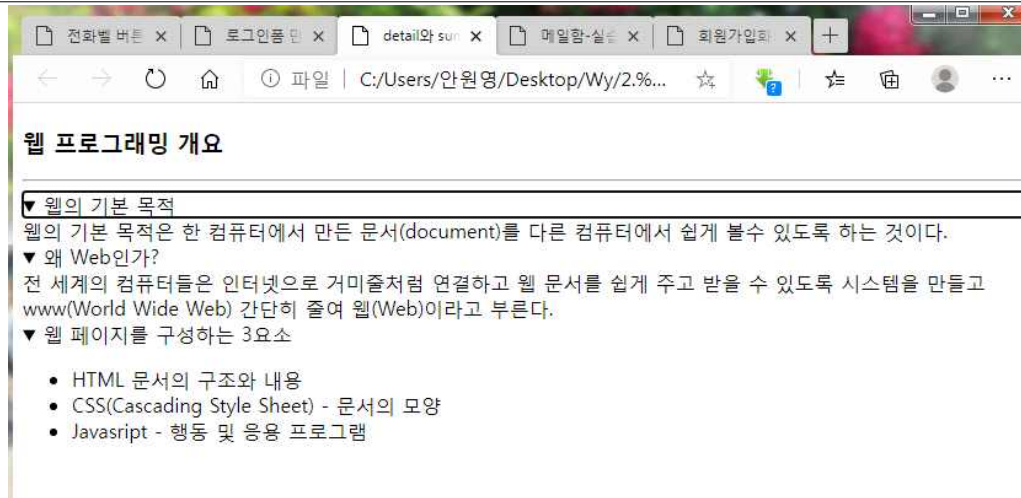 전화벨 버튼
로그인폼 만
detail와 sum
메일함-실습
회원가입화
파일
C:/Users/안원영/Desktop/Wy/2.%...
웹 프로그래밍 개요
▼ 웹의 기본 목적
웹의 기본 목적은 한 컴퓨터에서 만든 문서(document)를 다른 컴퓨터에서 쉽게 볼수 있도록 하는 것이다.
▼ 왜 Web인가?
전 세계의 컴퓨터들은 인터넷으로 거미줄처럼 연결하고 웹 문서를 쉽게 주고 받을 수 있도록 시스템을 만들고
www(World Wide Web) 간단히 줄여 웹(Web)이라고 부른다.
▼ 웹 페이지를 구성하는 3요소
• HTML 문서의 구조와 내용
• CSS(Cascading Style Sheet) - 문서의 모양
• Javasript - 행동 및 응용 프로그램